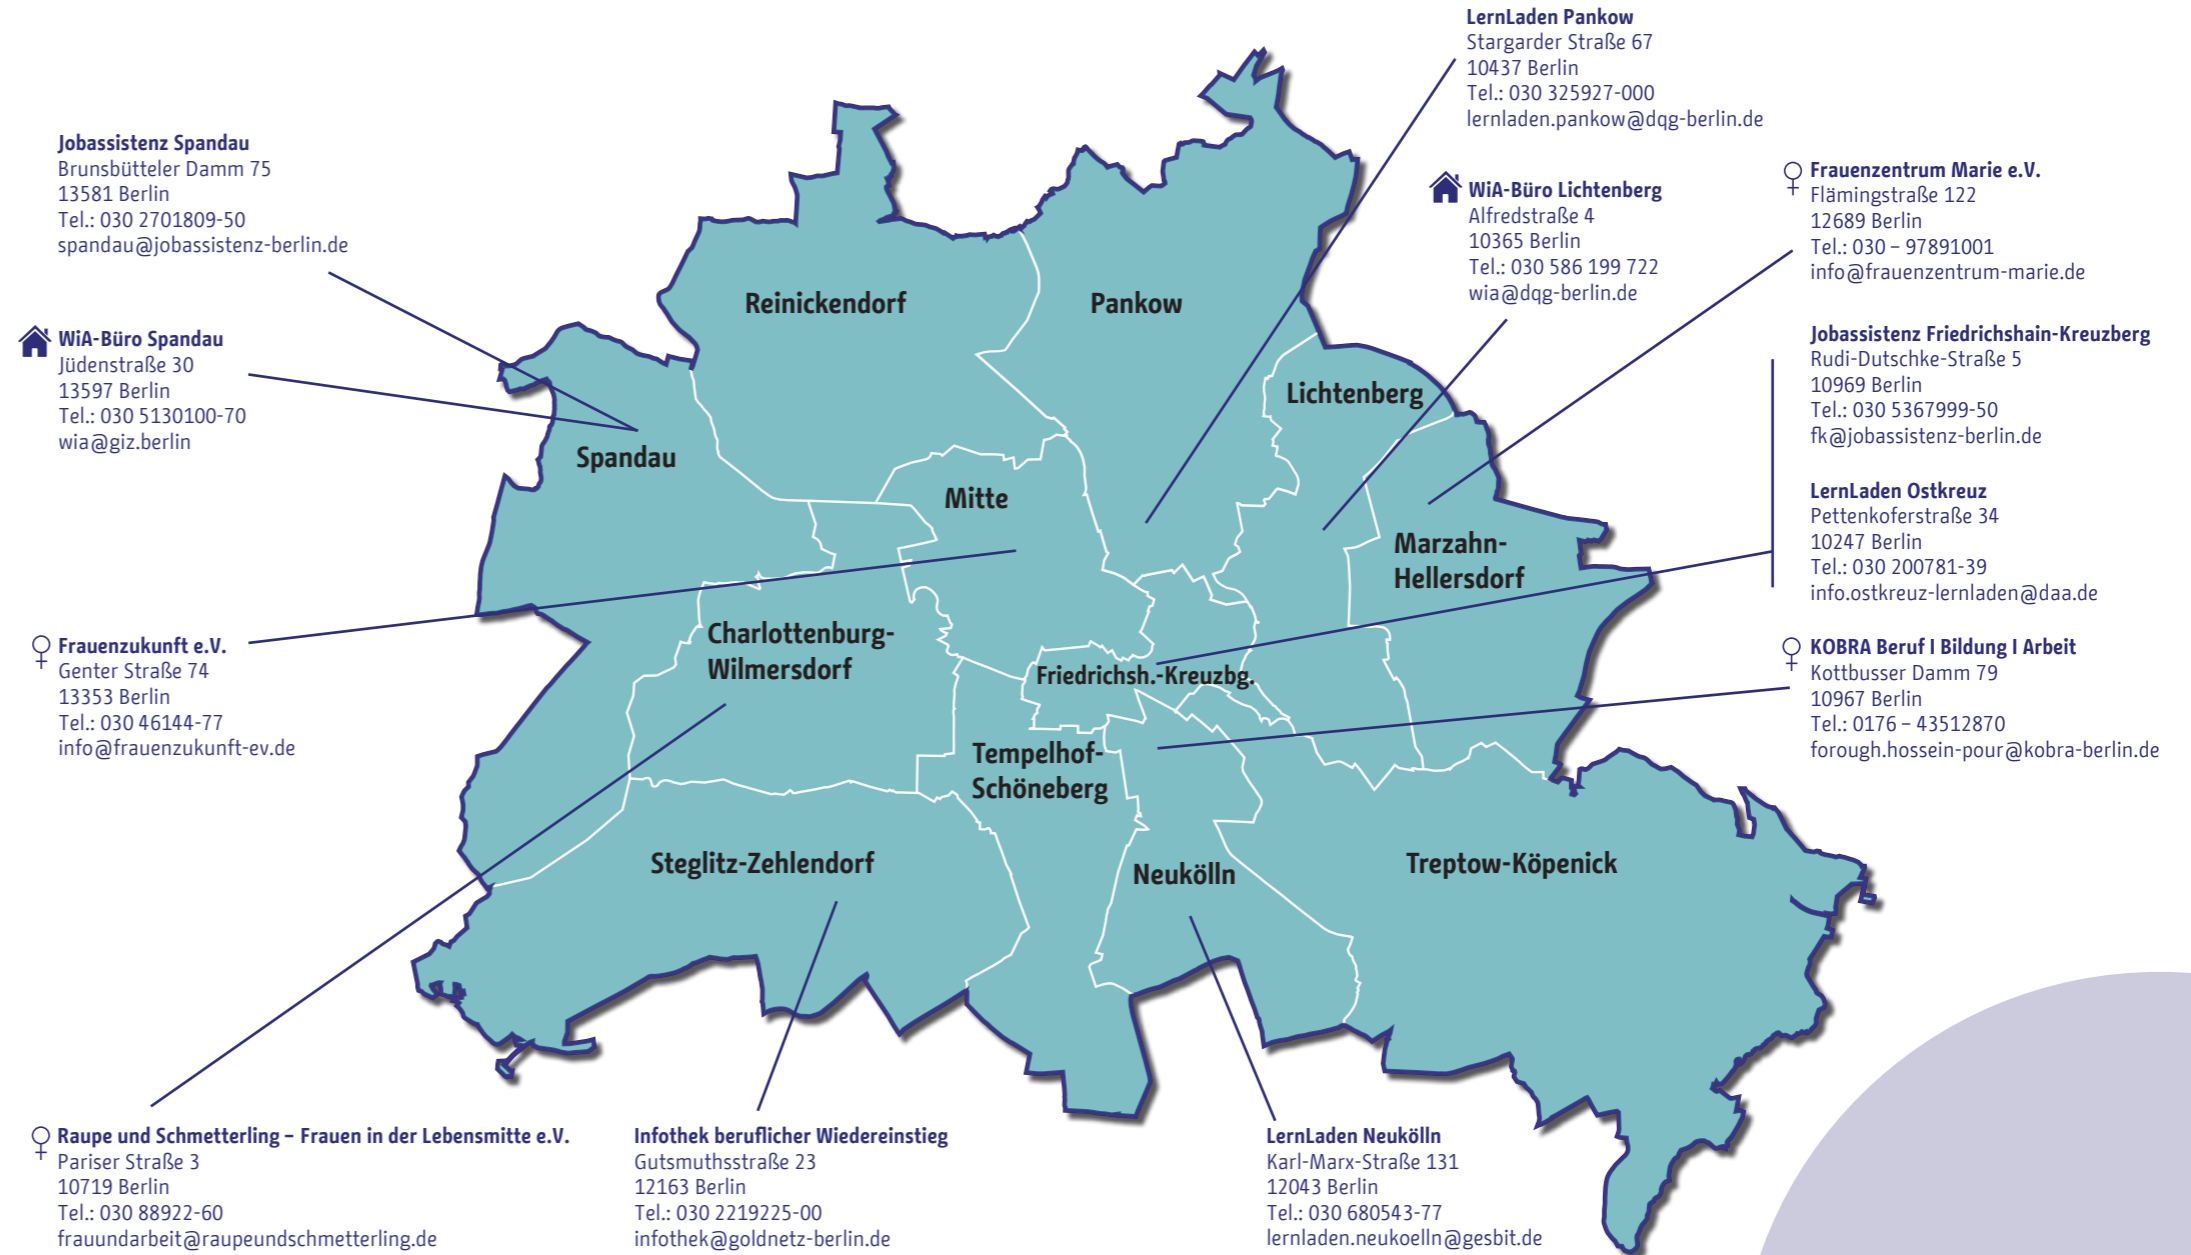 LernLaden Pankow
Stargarder Straße 67
10437 Berlin
Tel.: 030 325927-000
lernladen.pankow@dqg-berlin.de
Jobassistenz Spandau
Brunsbütteler Damm 75
13581 Berlin
Tel.: 030 2701809-50
spandau@jobassistenz-berlin.de
WiA-Büro Lichtenberg
Alfredstraße 4
10365 Berlin
Tel.: 030 586 199 722
wia@dqg-berlin.de
Frauenzentrum Marie e.V.
Flämingstraße 122
12689 Berlin
Tel.: 030 – 97891001
info@frauenzentrum-marie.de
WiA-Büro Spandau
Jüdenstraße 30
13597 Berlin
Tel.: 030 5130100-70
wia@giz.berlin
Jobassistenz Friedrichshain-Kreuzberg
Rudi-Dutschke-Straße 5
10969 Berlin
Tel.: 030 5367999-50
fk@jobassistenz-berlin.de
LernLaden Ostkreuz
Pettenkoferstraße 34
10247 Berlin
Tel.: 030 200781-39
info.ostkreuz-lernladen@daa.de
Reinickendorf
Pankow
Lichtenberg
Spandau
Mitte
Marzahn-
Hellersdorf
Charlottenburg-
Wilmersdorf
Friedrichsh.-Kreuzbg.
Tempelhof-
Schöneberg
Steglitz-Zehlendorf
Neukölln
Treptow-Köpenick
Frauenzukunft e.V.
Genter Straße 74
13353 Berlin
Tel.: 030 46144-77
info@frauenzukunft-ev.de
KOBRA Beruf I Bildung I Arbeit
Kottbusser Damm 79
10967 Berlin
Tel.: 0176 – 43512870
forough.hossein-pour@kobra-berlin.de
Raupe und Schmetterling – Frauen in der Lebensmitte e.V.
Pariser Straße 3
10719 Berlin
Tel.: 030 88922-60
frauundarbeit@raupeundschmetterling.de
Infothek beruflicher Wiedereinstieg
Gutsmuthsstraße 23
12163 Berlin
Tel.: 030 2219225-00
infothek@goldnetz-berlin.de
LernLaden Neukölln
Karl-Marx-Straße 131
12043 Berlin
Tel.: 030 680543-77
lernladen.neukoelln@gesbit.de